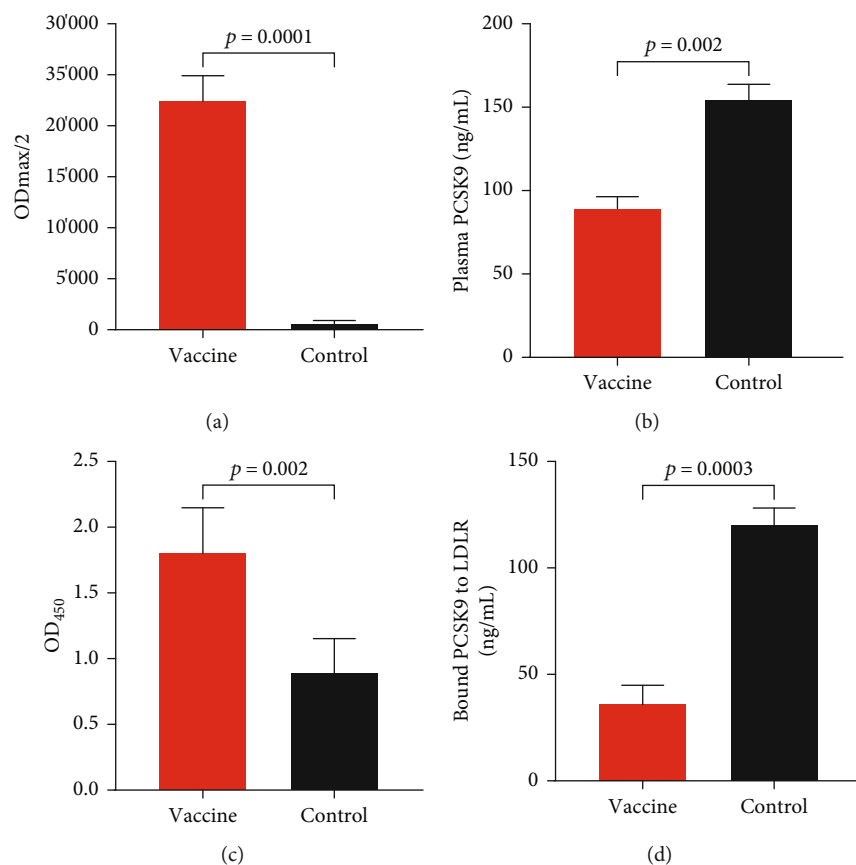 30'000
35'000
20'000
15'000
10'000
5'000
0
ODmax/2
p = 0.0001
Vaccine
Control
(a)
200
150
100
50
0
Plasma PCSK9 (ng/mL)
p = 0.002
Vaccine
Control
(b)
2.5
2.0
1.5
1.0
0.5
0.0
OD450
p = 0.002
Vaccine
Control
(c)
150
100
50
0
Bound PCSK9 to LDLR
(ng/mL)
p = 0.0003
Vaccine
Control
(d)